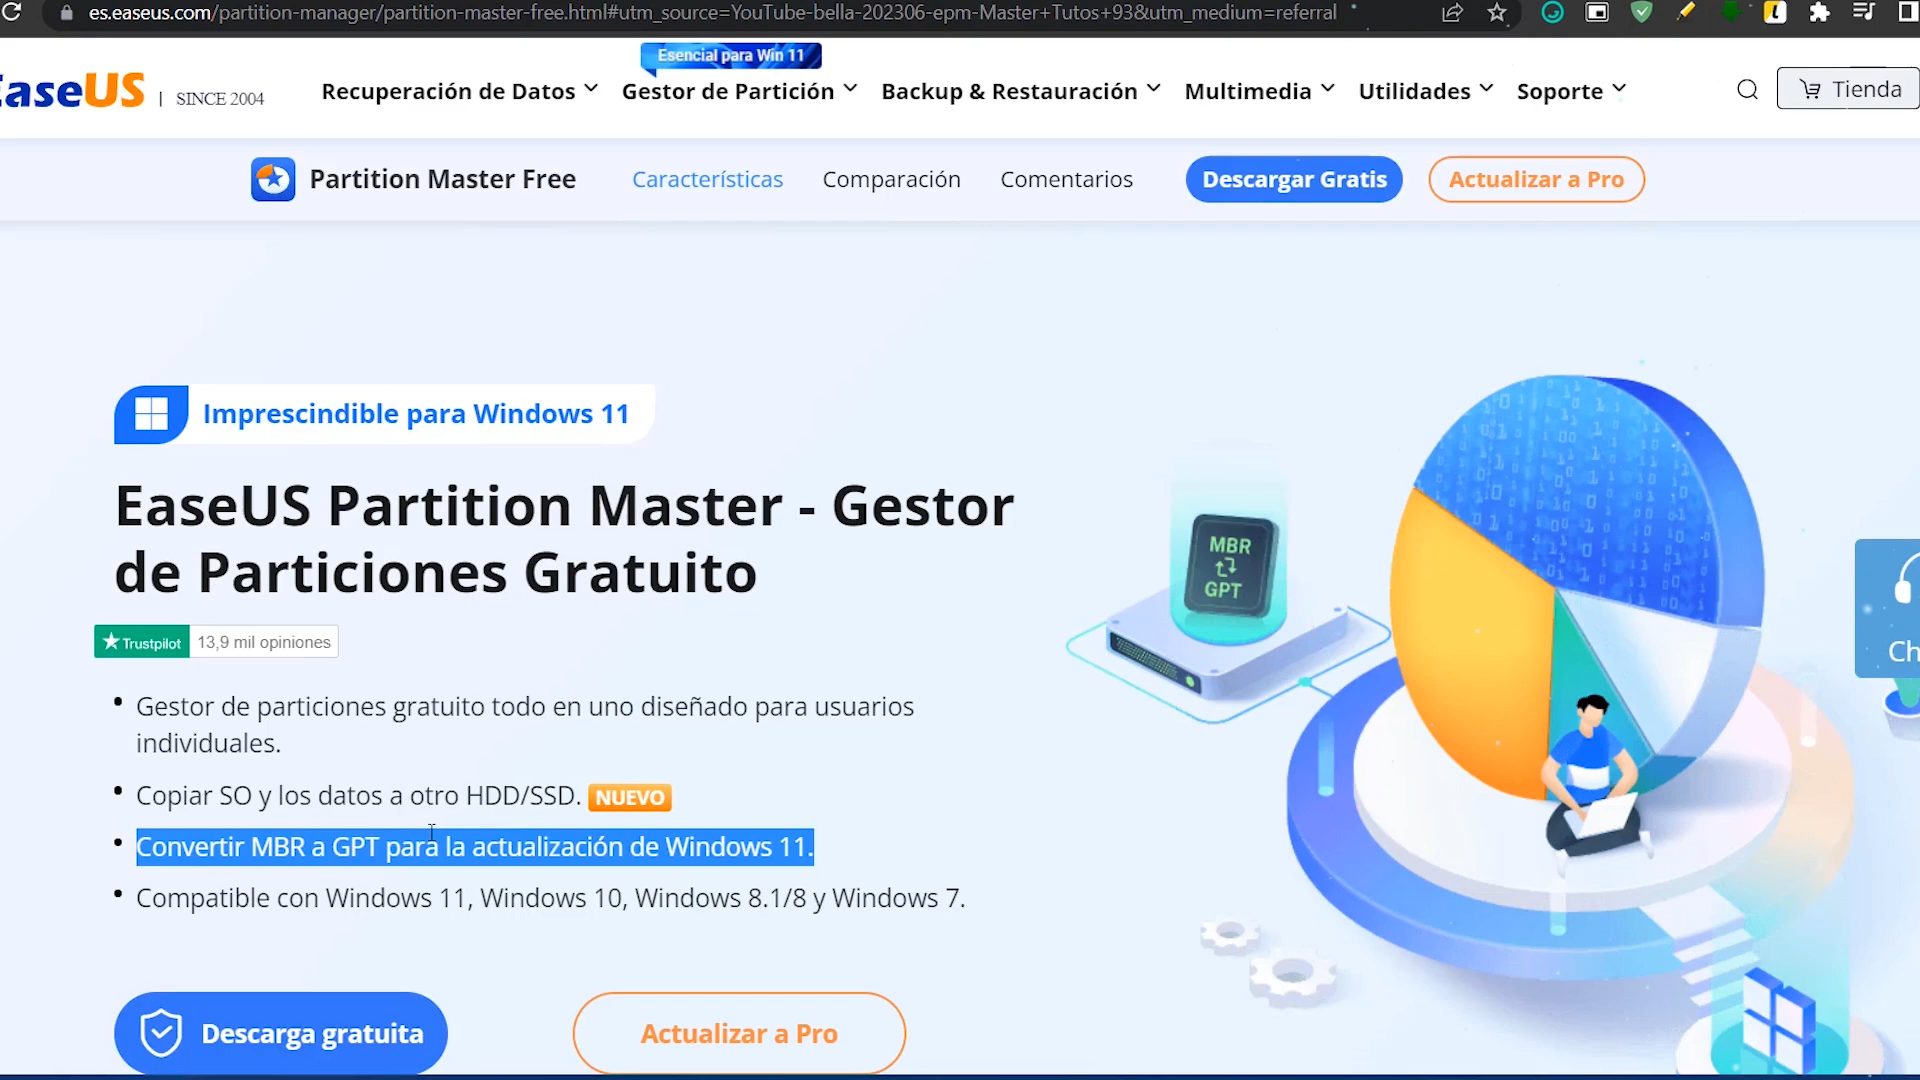 es.easeus.com/partition-manager/partition-master-free.html#utm_source=YouTube-bella-202306-epm-Master+Tutos+93&utm_medium=referral
Esencial para Win 11
EaseUS | SINCE 2004
Recuperación de Datos
Gestor de Partición
Backup & Restauración
Multimedia
Utilidades
Soporte
Tienda
Partition Master Free
Características
Comparación
Comentarios
Descargar Gratis
Actualizar a Pro
Imprescindible para Windows 11
EaseUS Partition Master - Gestor
de Particiones Gratuito
Trustpilot 13,9 mil opiniones
Gestor de particiones gratuito todo en uno diseñado para usuarios
individuales.
Copiar SO y los datos a otro HDD/SSD. NUEVO
Convertir MBR a GPT para la actualización de Windows 11.
Compatible con Windows 11, Windows 10, Windows 8.1/8 y Windows 7.
Descarga gratuita
Actualizar a Pro
MBR
GPT